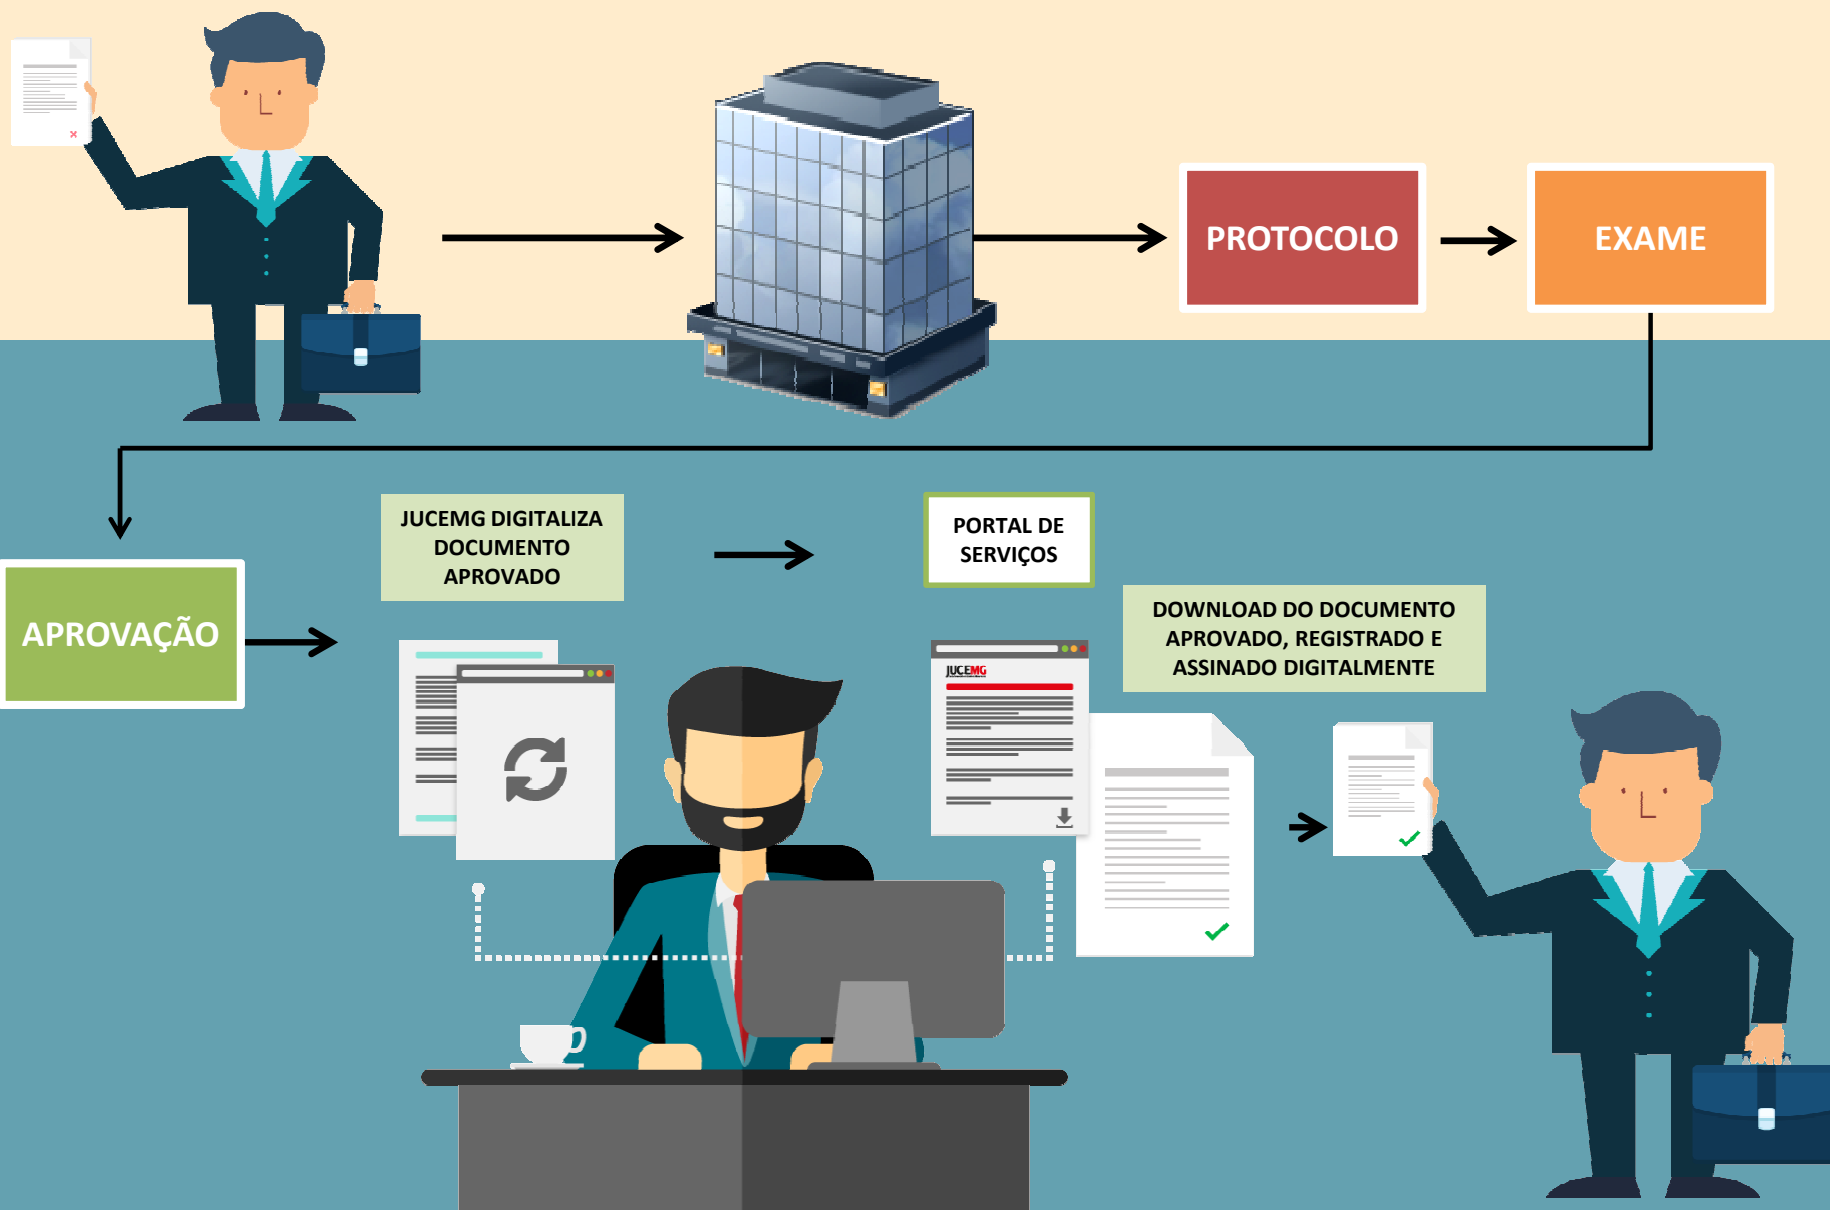 PROTOCOLO
EXAME
APROVAÇÃO
JUCEMG DIGITALIZA
DOCUMENTO
APROVADO
PORTAL DE
SERVIÇOS
JUCEMG
DOWNLOAD DO DOCUMENTO
APROVADO, REGISTRADO E
ASSINADO DIGITALMENTE